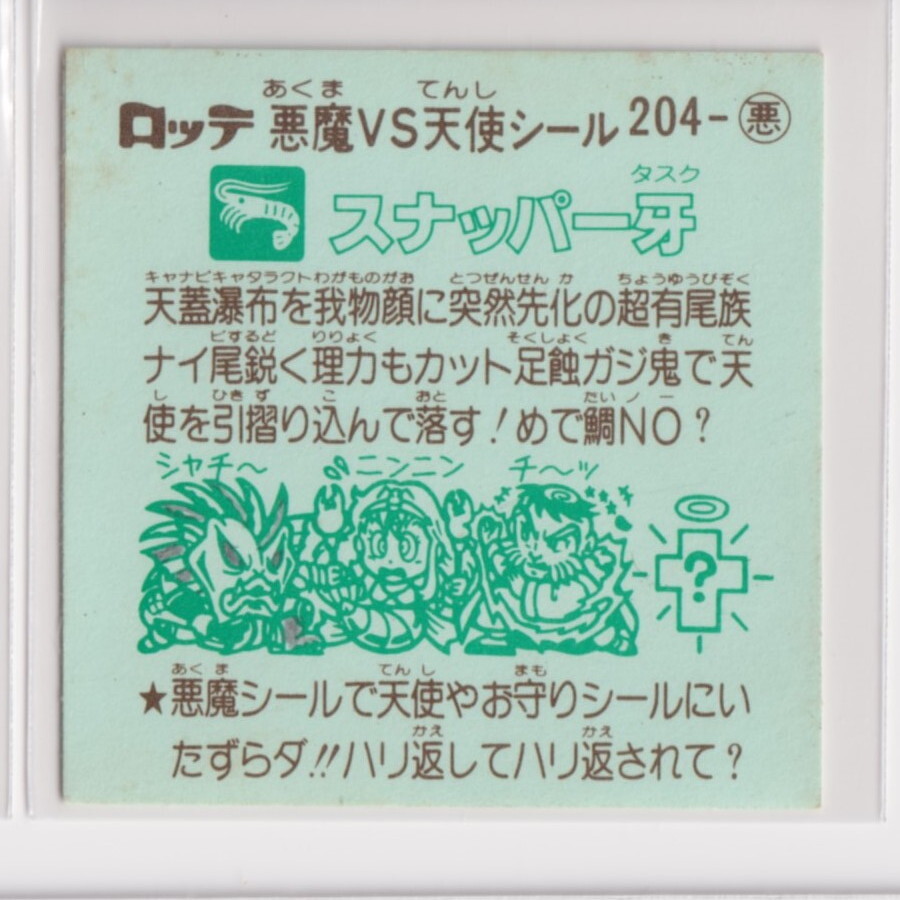 ロッテ 悪魔VS天使シール 204-悪
あくま てんし
スナッパー牙
タスク
キャナピキャタラクトわがものがお とつぜんせんか ちょうゆうびぞく
天蓋瀑布を我物顔に突然先化の超有尾族
ビするど りりょく そくしょく き てん
ナイ尾鋭く理力もカット足蝕ガジ鬼で天
し ひきず こ おと たいノー
使を引摺り込んで落す!めで鯛NO?
シャチ〜 ニンニン チ〜ッ
?
あくま てんし まも
★悪魔シールで天使やお守りシールにい
かえ かえ
たずらダ!!ハリ返してハリ返されて?